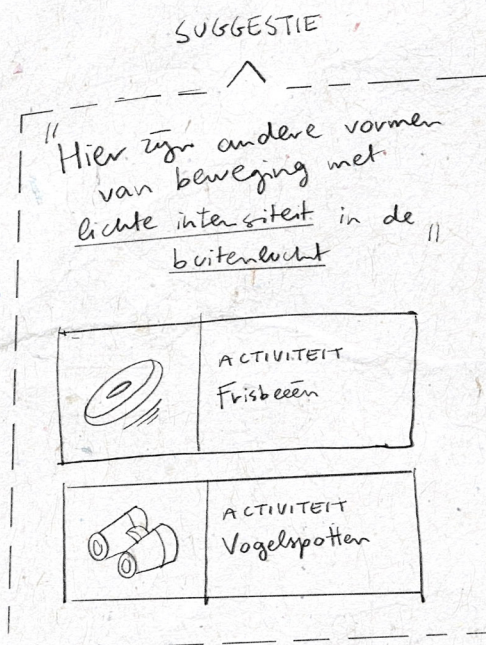 SUGGESTIE
"Hier zijn andere vormen
van beweging met
lichte intensiteit in de
buitenlucht"
ACTIVITEIT
Frisbeeën
ACTIVITEIT
Vogelspotten